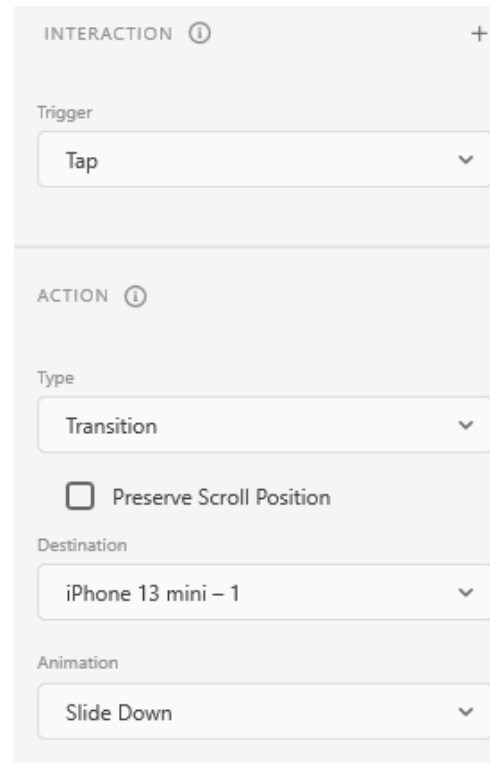 INTERACTION
Trigger
Tap
ACTION
Type
Transition
Preserve Scroll Position
Destination
iPhone 13 mini – 1
Animation
Slide Down